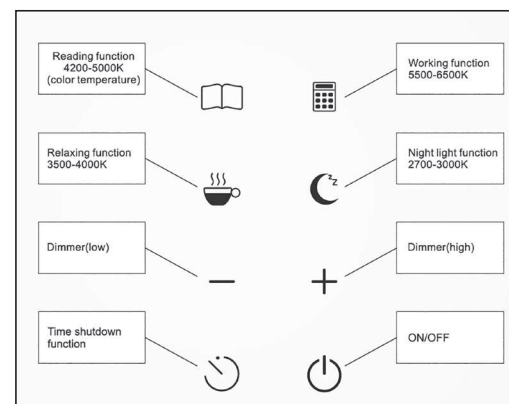 Reading function
4200-5000K
(color temperature)
Working function
5500-6500K
Relaxing function
3500-4000K
Night light function
2700-3000K
z z
Dimmer(low)
Dimmer(high)
Time shutdown
function
ON/OFF